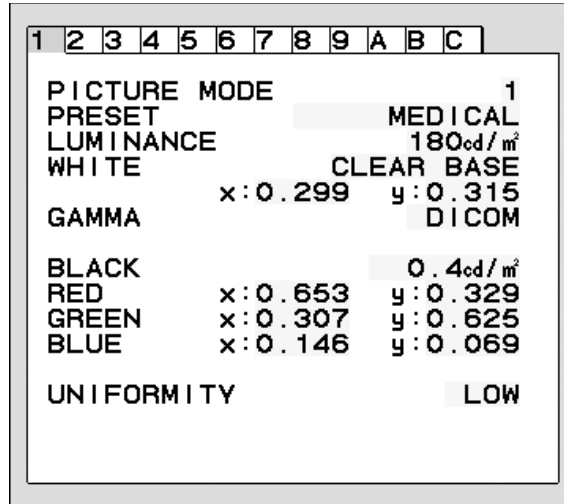 1 2 3 4 5 6 7 8 9 A B C
PICTURE MODE 1
PRESET MEDICAL
LUMINANCE 180cd/㎡
WHITE CLEAR BASE
x:0.299 y:0.315
GAMMA DICOM
BLACK 0.4cd/㎡
RED x:0.653 y:0.329
GREEN x:0.307 y:0.625
BLUE x:0.146 y:0.069
UNIFORMITY LOW